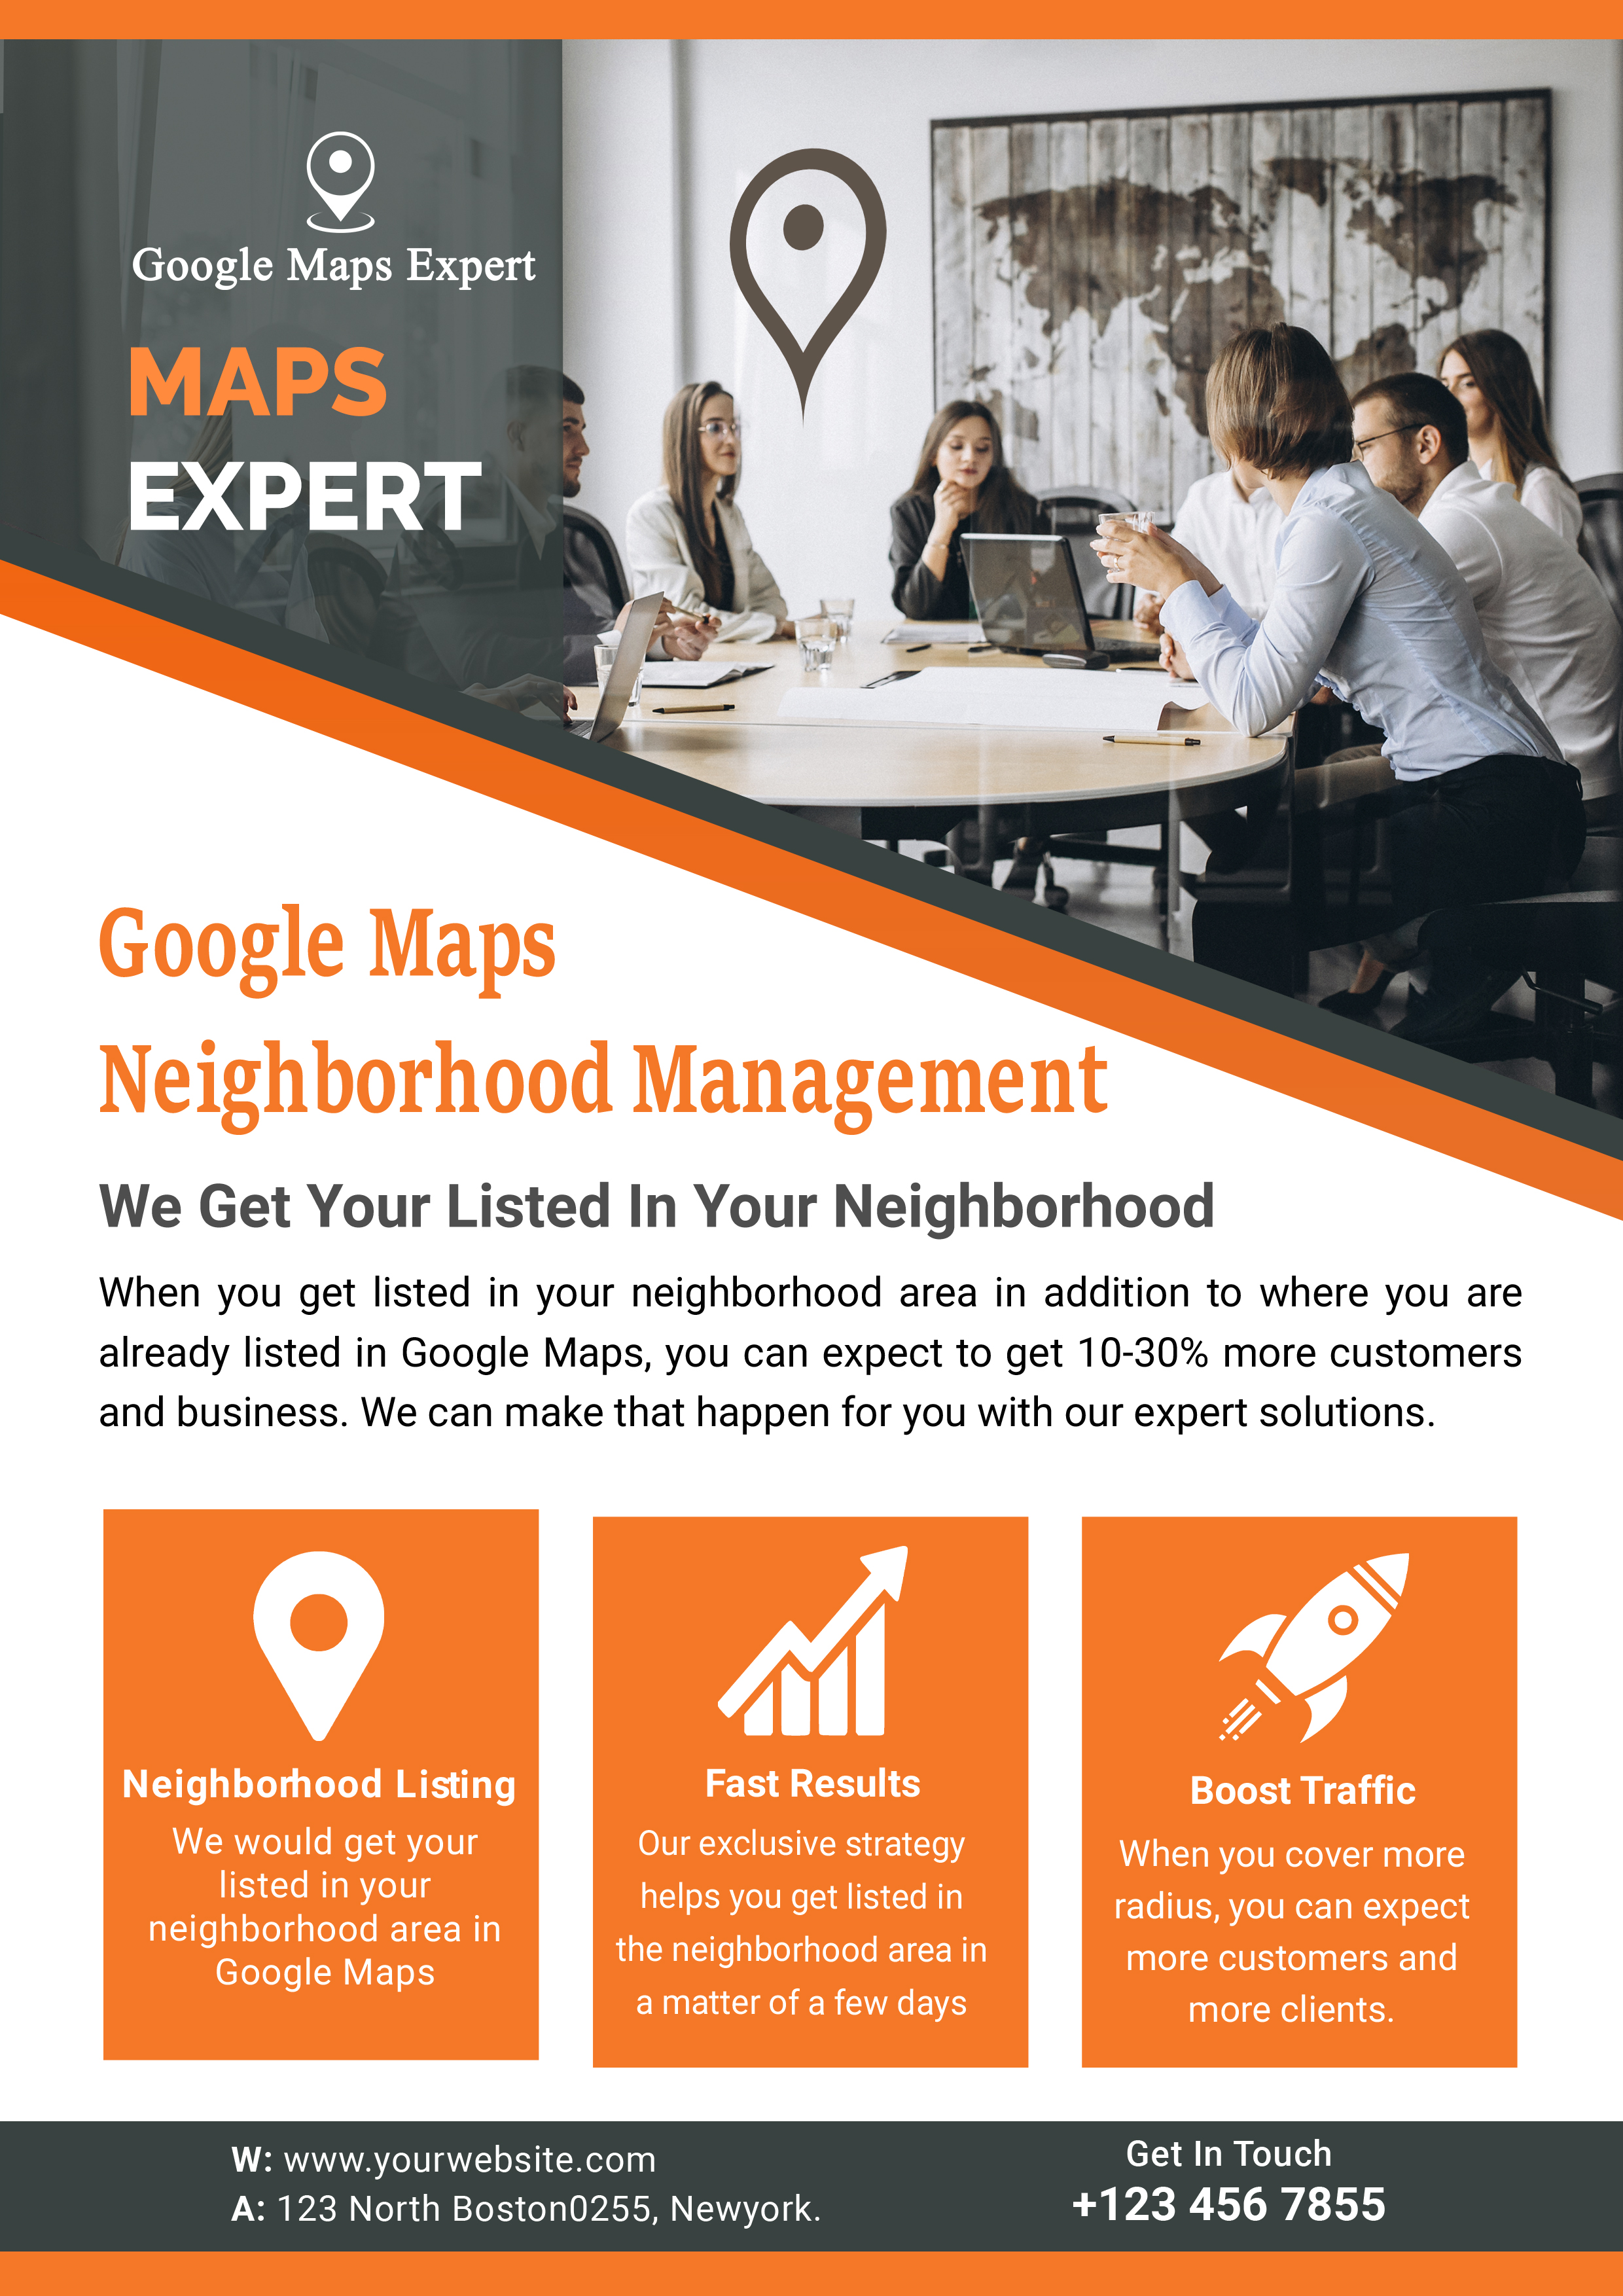 Google Maps Expert
MAPS
EXPERT
Google Maps
Neighborhood Management
We Get Your Listed In Your Neighborhood
When you get listed in your neighborhood area in addition to where you are
already listed in Google Maps, you can expect to get 10-30% more customers
and business. We can make that happen for you with our expert solutions.
Neighborhood Listing
We would get your
listed in your
neighborhood area in
Google Maps
Fast Results
Our exclusive strategy
helps you get listed in
the neighborhood area in
a matter of a few days
Boost Traffic
When you cover more
radius, you can expect
more customers and
more clients.
W: www.yourwebsite.com
A: 123 North Boston0255, Newyork.
Get In Touch
+123 456 7855